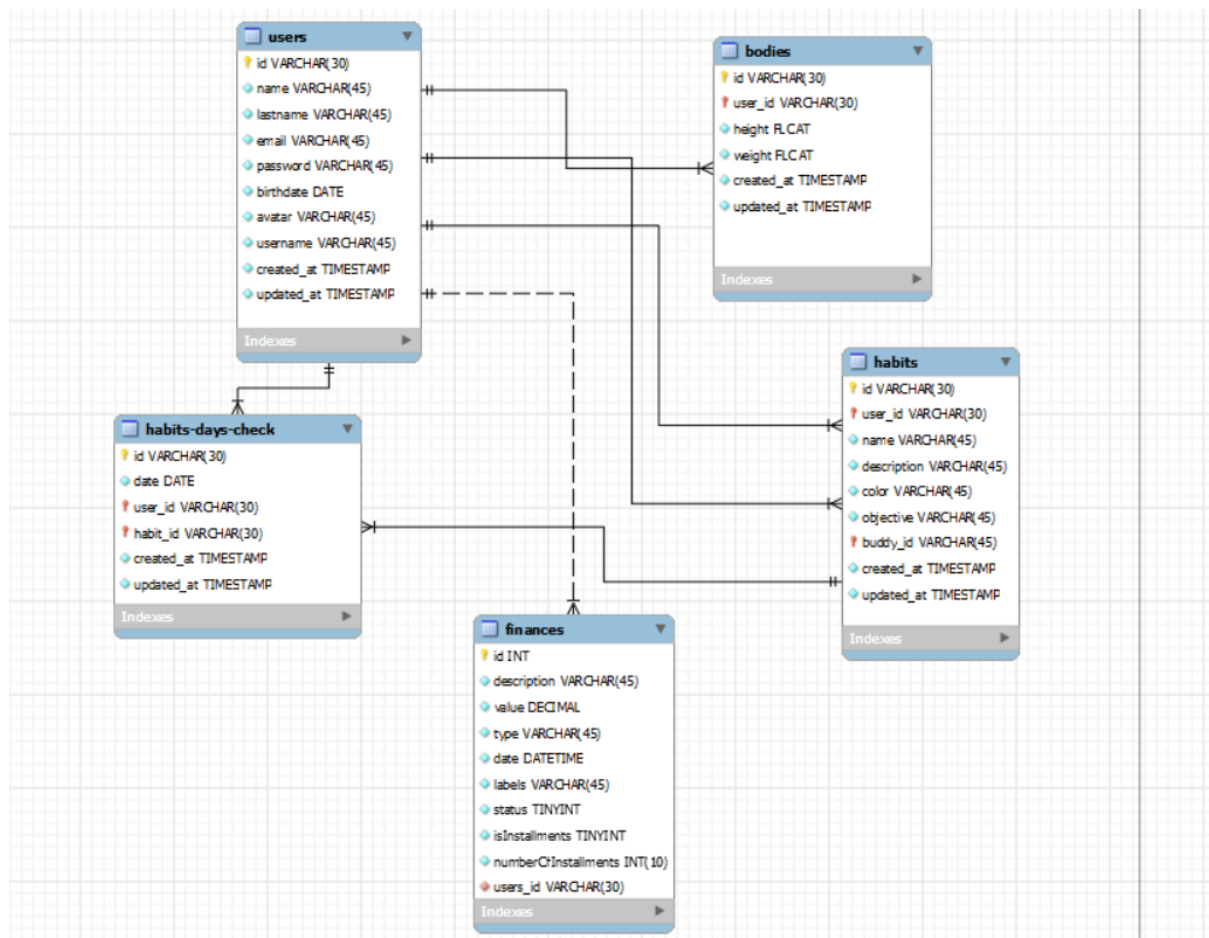 users
id VARCHAR(30)
name VARCHAR(45)
lastname VARCHAR(45)
email VARCHAR(45)
password VARCHAR(45)
birthdate DATE
avatar VARCHAR(45)
username VARCHAR(45)
created_at TIMESTAMP
updated_at TIMESTAMP
Indexes
bodies
id VARCHAR(30)
user_id VARCHAR(30)
height FLOAT
weight FLOAT
created_at TIMESTAMP
updated_at TIMESTAMP
Indexes
habits-days-check
id VARCHAR(30)
date DATE
user_id VARCHAR(30)
habit_id VARCHAR(30)
created_at TIMESTAMP
updated_at TIMESTAMP
Indexes
habits
id VARCHAR(30)
user_id VARCHAR(30)
name VARCHAR(45)
description VARCHAR(45)
color VARCHAR(45)
objective VARCHAR(45)
buddy_id VARCHAR(45)
created_at TIMESTAMP
updated_at TIMESTAMP
Indexes
finances
id INT
description VARCHAR(45)
value DECIMAL
type VARCHAR(45)
date DATETIME
labels VARCHAR(45)
status TINYINT
isInstallments TINYINT
numberOfInstallments INT(10)
users_id VARCHAR(30)
Indexes